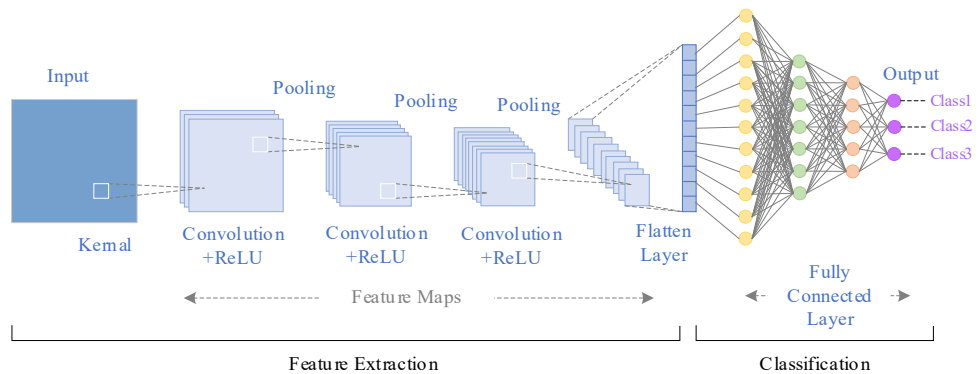 Input
Pooling
Pooling
Pooling
Output
Class1
Class2
Class3
Kernal
Convolution
+ReLU
Convolution
+ReLU
Convolution
+ReLU
Flatten
Layer
Feature Maps
Fully
Connected
Layer
Feature Extraction
Classification